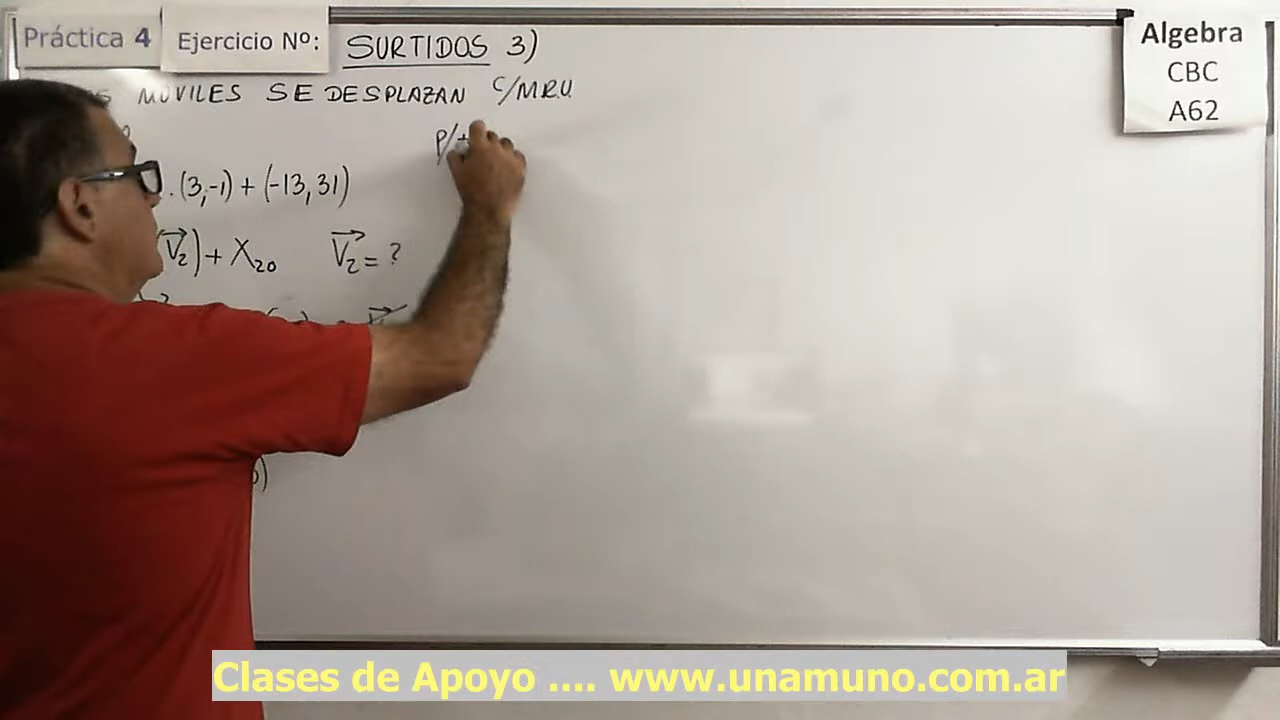 Práctica 4
Ejercicio Nº:
SURTIDOS 3)
Algebra
CBC
A62
MOVILES SE DESPLAZAN C/MRU
P/t
. (3,-1) + (-13, 31)
(V₂) + X₂₀ V₂ = ?
Clases de Apoyo .... www.unamuno.com.ar